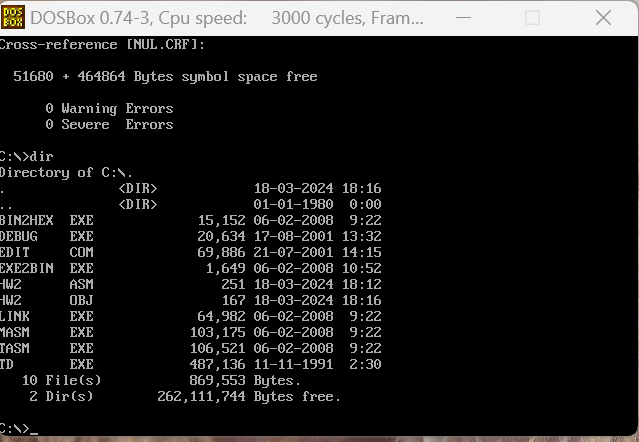 DOS
BOX
DOSBox 0.74-3, Cpu speed: 3000 cycles, Fram...
Cross-reference [NUL.CRF]:
51680 + 464864 Bytes symbol space free
0 Warning Errors
0 Severe Errors
C:\>dir
Directory of C:\.
. <DIR> 18-03-2024 18:16
.. <DIR> 01-01-1980 0:00
BIN2HEX EXE 15,152 06-02-2008 9:22
DEBUG EXE 20,634 17-08-2001 13:32
EDIT COM 69,886 21-07-2001 14:15
EXE2BIN EXE 1,649 06-02-2008 10:52
HW2 ASM 251 18-03-2024 18:12
HW2 OBJ 167 18-03-2024 18:16
LINK EXE 64,982 06-02-2008 9:22
MASM EXE 103,175 06-02-2008 9:22
TASM EXE 106,521 06-02-2008 9:22
TD EXE 487,136 11-11-1991 2:30
10 File(s) 869,553 Bytes.
2 Dir(s) 262,111,744 Bytes free.
C:\>_